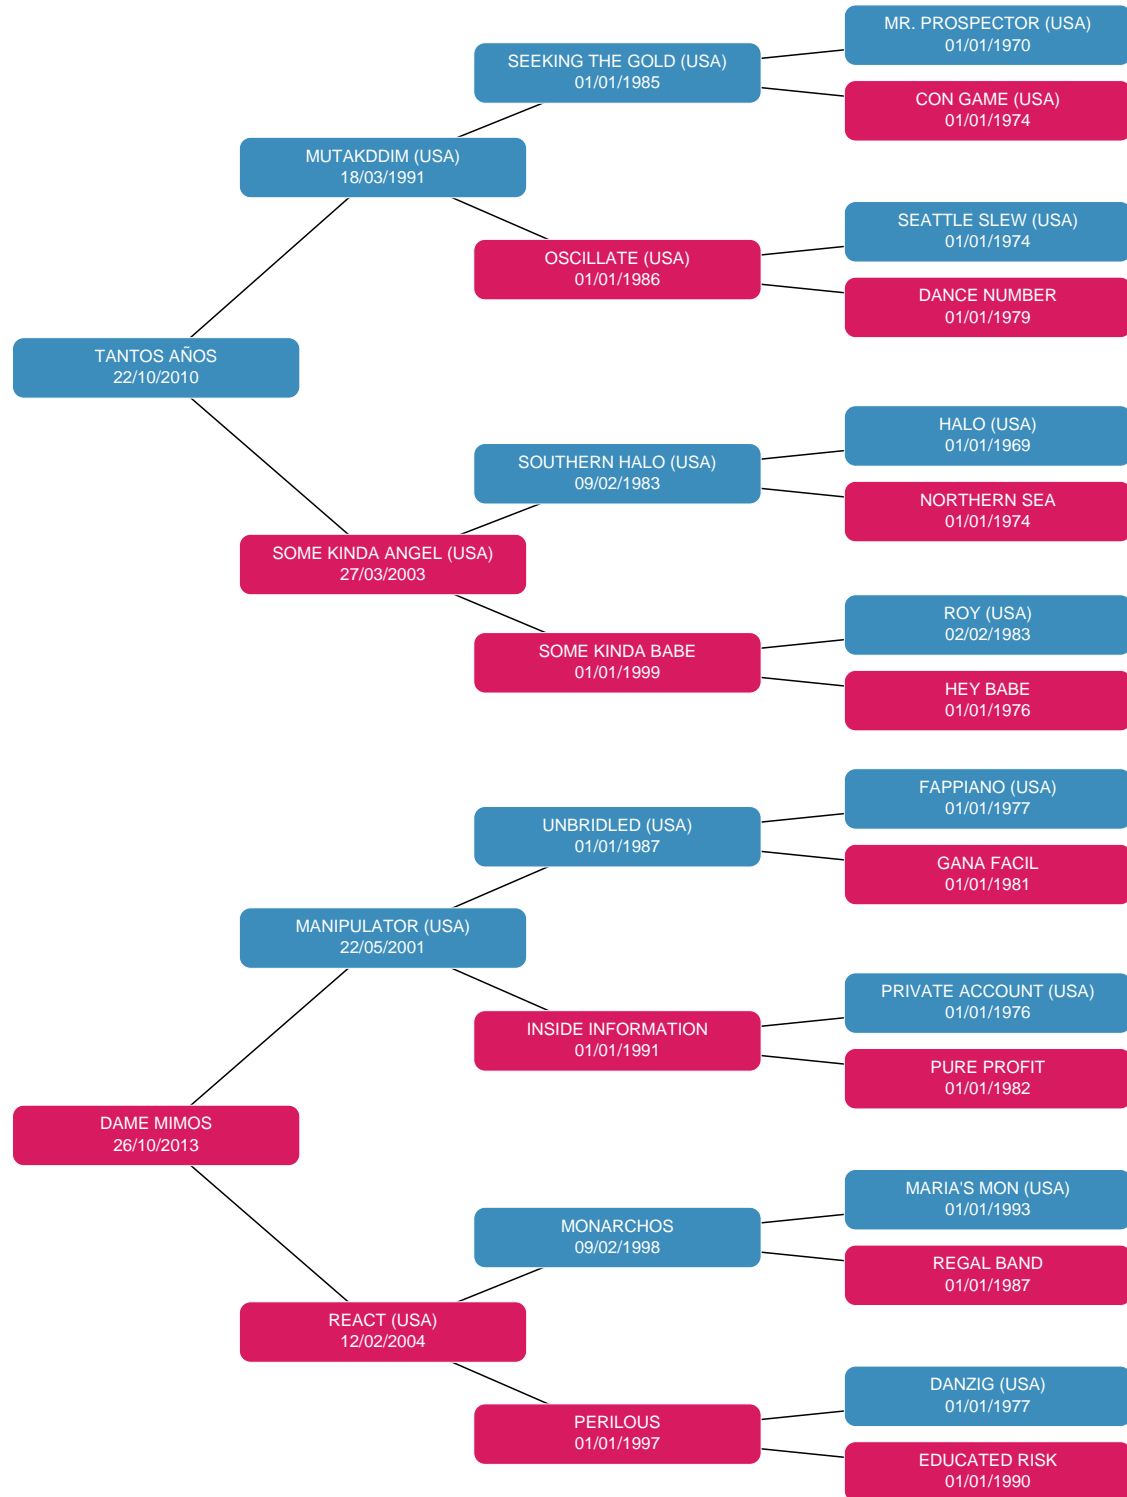 MR. PROSPECTOR (USA)
01/01/1970
SEEKING THE GOLD (USA)
01/01/1985
CON GAME (USA)
01/01/1974
MUTAKDDIM (USA)
18/03/1991
SEATTLE SLEW (USA)
01/01/1974
OSCILLATE (USA)
01/01/1986
DANCE NUMBER
01/01/1979
TANTOS AÑOS
22/10/2010
HALO (USA)
01/01/1969
SOUTHERN HALO (USA)
09/02/1983
NORTHERN SEA
01/01/1974
SOME KINDA ANGEL (USA)
27/03/2003
ROY (USA)
02/02/1983
SOME KINDA BABE
01/01/1999
HEY BABE
01/01/1976
FAPPIANO (USA)
01/01/1977
UNBRIDLED (USA)
01/01/1987
GANA FACIL
01/01/1981
MANIPULATOR (USA)
22/05/2001
PRIVATE ACCOUNT (USA)
01/01/1976
INSIDE INFORMATION
01/01/1991
PURE PROFIT
01/01/1982
DAME MIMOS
26/10/2013
MARIA'S MON (USA)
01/01/1993
MONARCHOS
09/02/1998
REGAL BAND
01/01/1987
REACT (USA)
12/02/2004
DANZIG (USA)
01/01/1977
PERILOUS
01/01/1997
EDUCATED RISK
01/01/1990